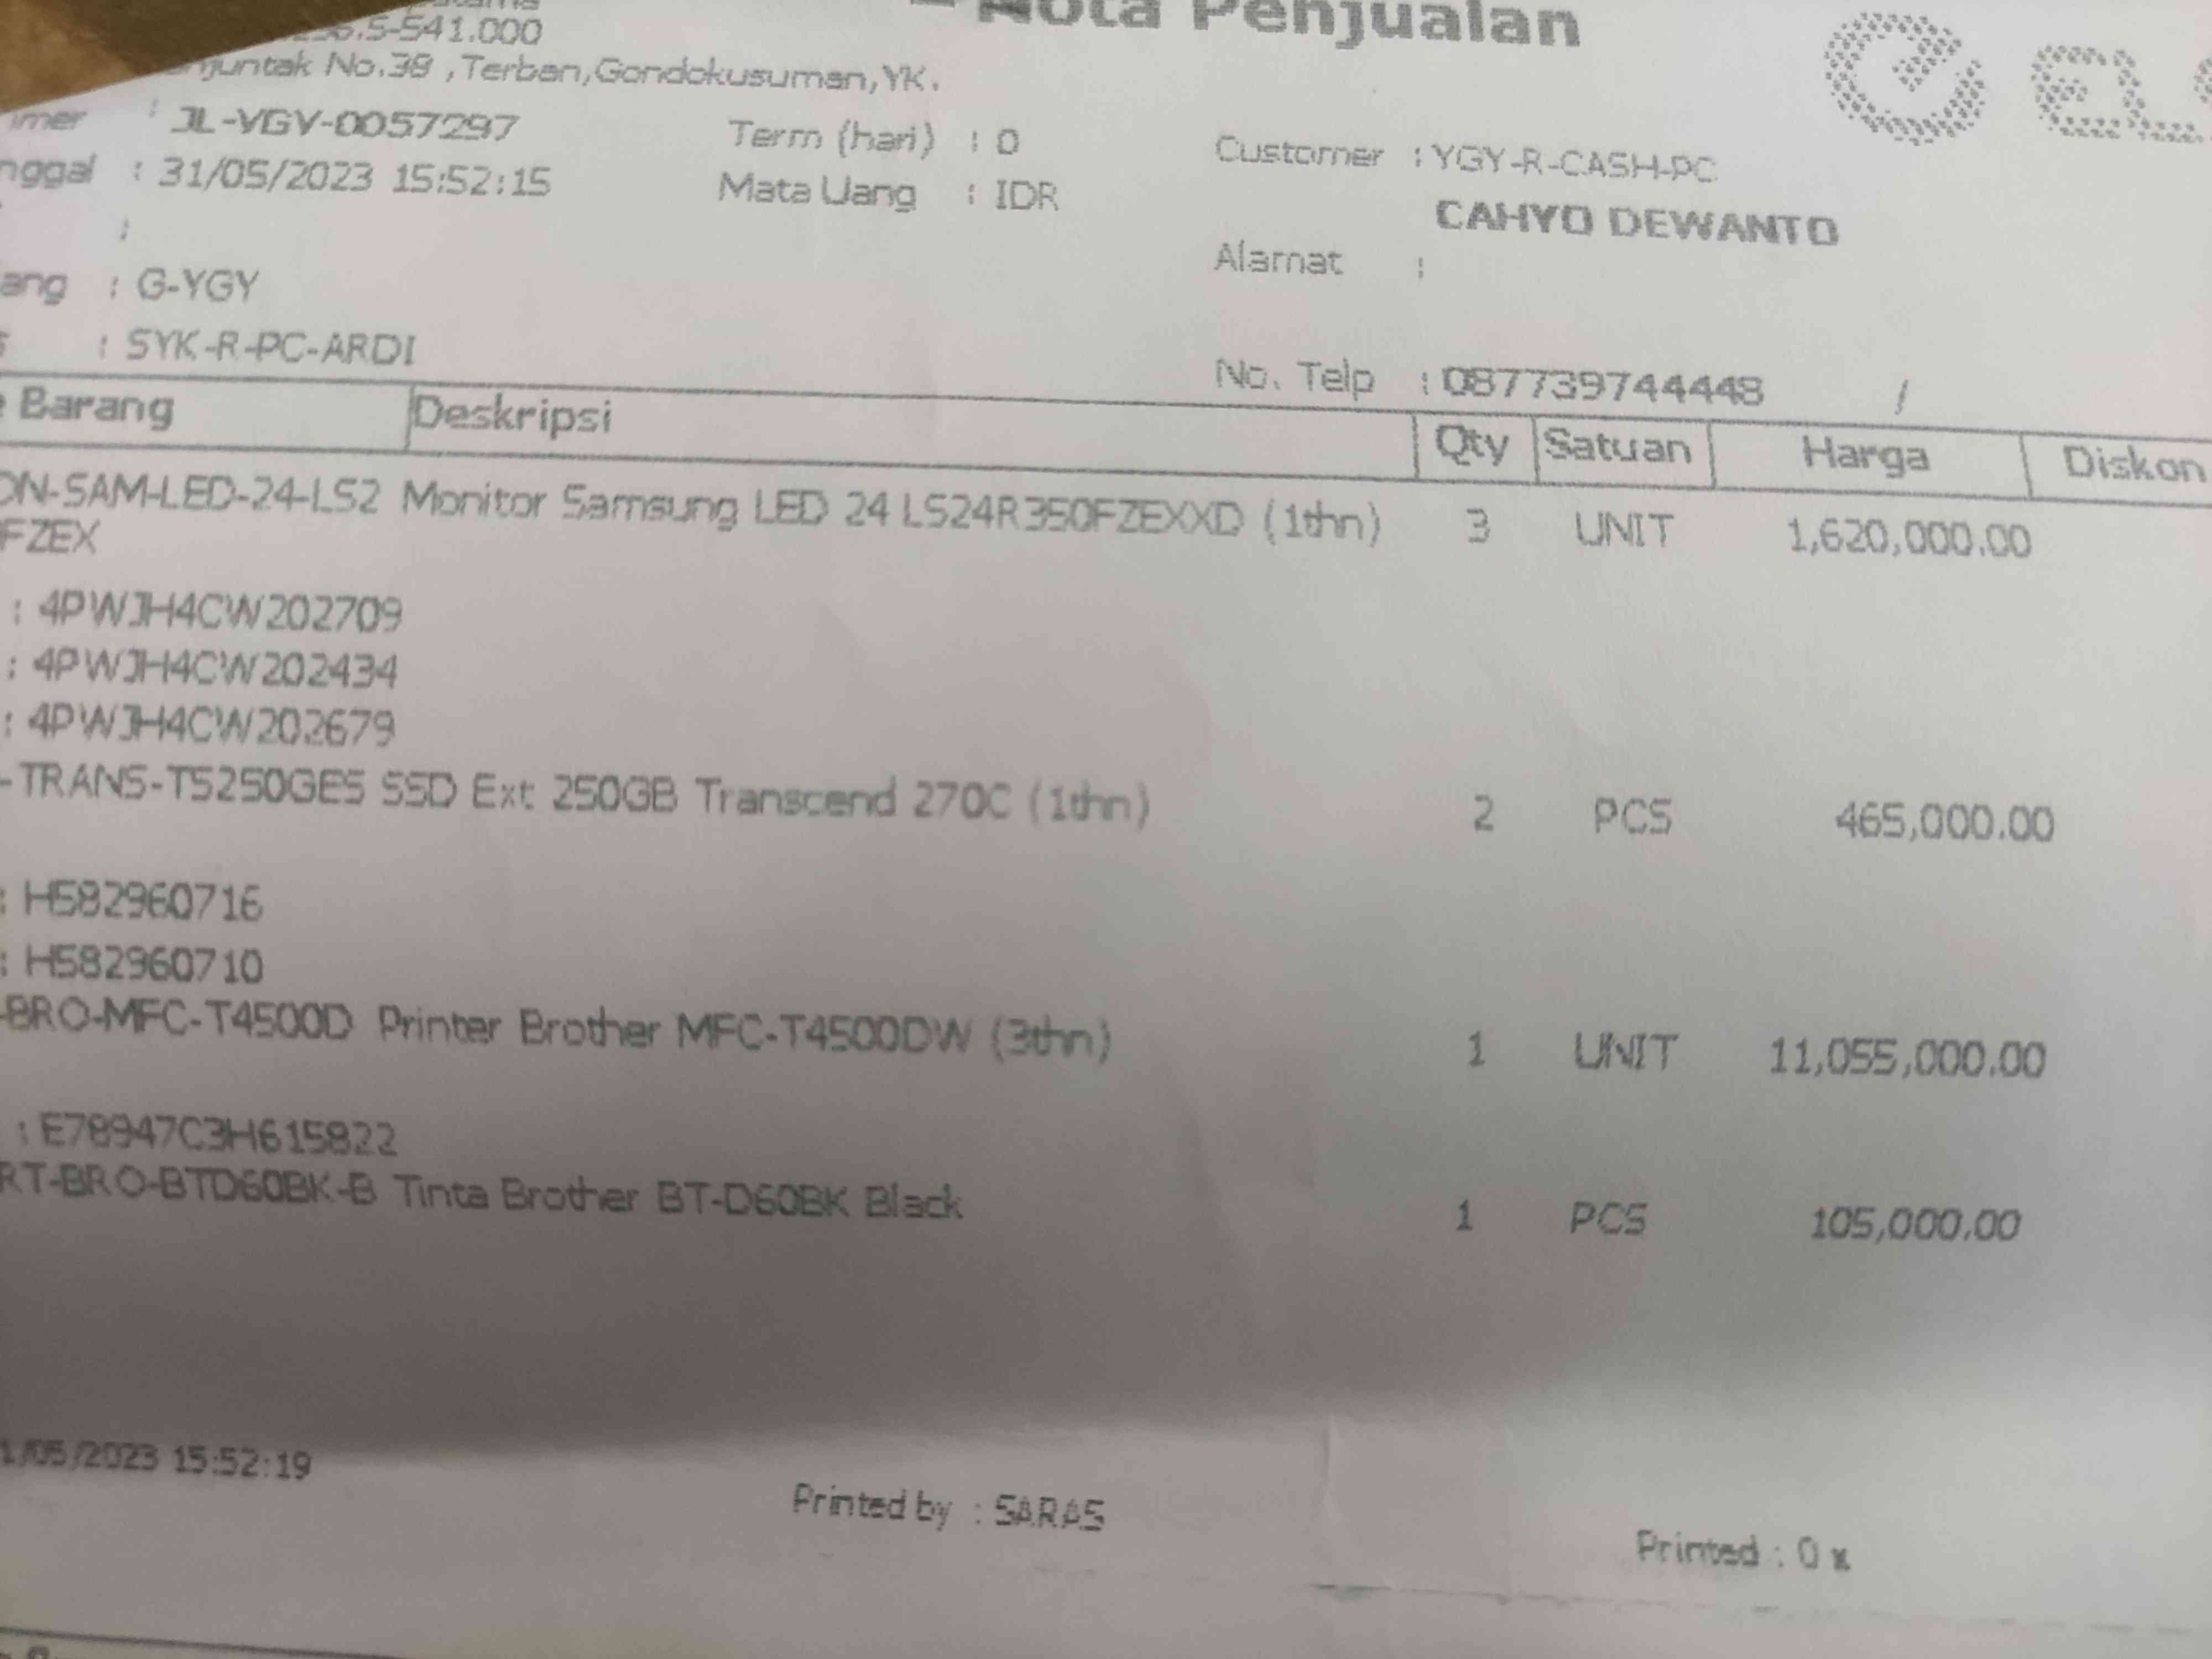 Nota Penjualan
5-541.000
njuntak No.38 ,Terban,Gondokusuman,YK.
: JL-VGV-0057297
Term (hari) : 0
Customer : YGY-R-CASH-PC
nggal : 31/05/2023 15:52:15
Mata Uang : IDR
CAHYO DEWANTO
:
Alamat :
ang : G-YGY
: SYK-R-PC-ARDI
No. Telp : 087739744448 /
Barang Deskripsi Qty Satuan Harga Diskon
ON-SAM-LED-24-LS2 Monitor Samsung LED 24 LS24R350FZEXXD (1thn) 3 UNIT 1,620,000.00
FZEX
: 4PWJH4CW202709
: 4PWJH4CW202434
: 4PWJH4CW202679
-TRANS-TS250GES SSD Ext 250GB Transcend 270C (1thn) 2 PCS 465,000.00
: H582960716
: H582960710
-BRO-MFC-T4500D Printer Brother MFC-T4500DW (3thn) 1 UNIT 11,055,000.00
: E78947C3H615822
RT-BRO-BTD60BK-B Tinta Brother BT-D60BK Black 1 PCS 105,000.00
1/05/2023 15:52:19
Printed by : SARAS
Printed : 0 x